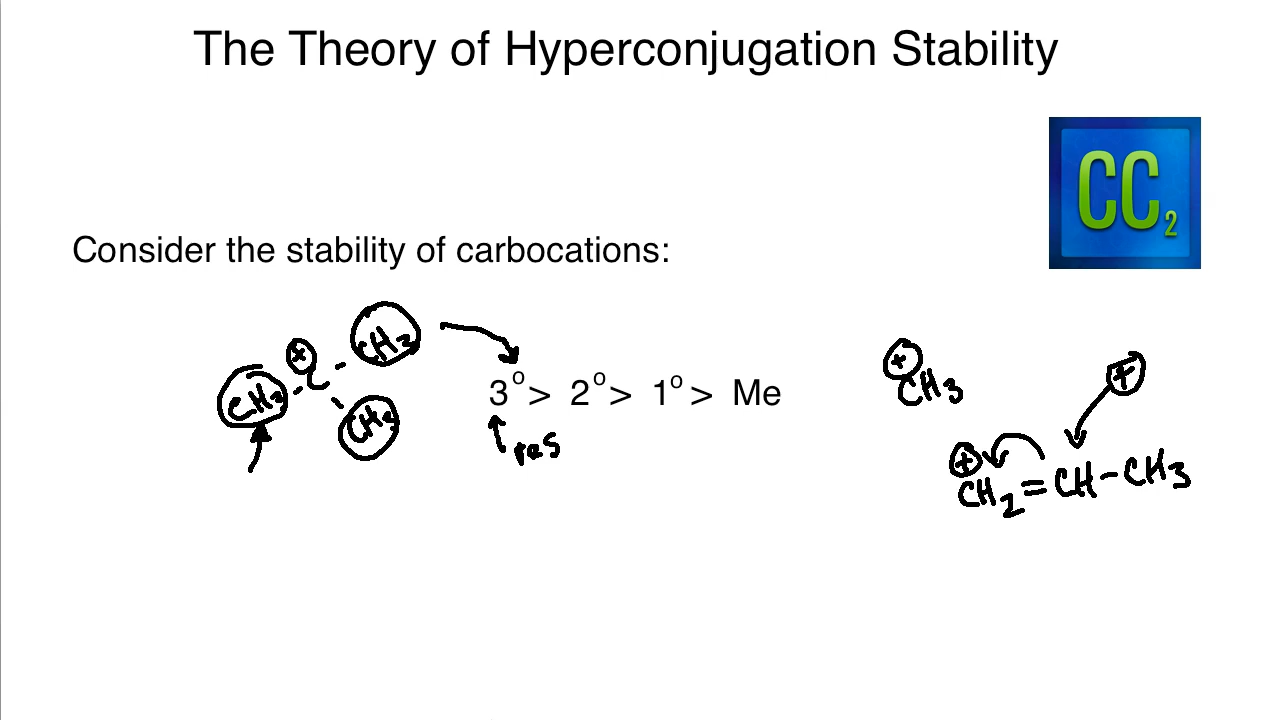 The Theory of Hyperconjugation Stability
CC2
Consider the stability of carbocations:
CH3 - C+ - CH3
CH3
3° > 2° > 1° > Me
res
+
CH3
+
+
CH2=CH-CH3